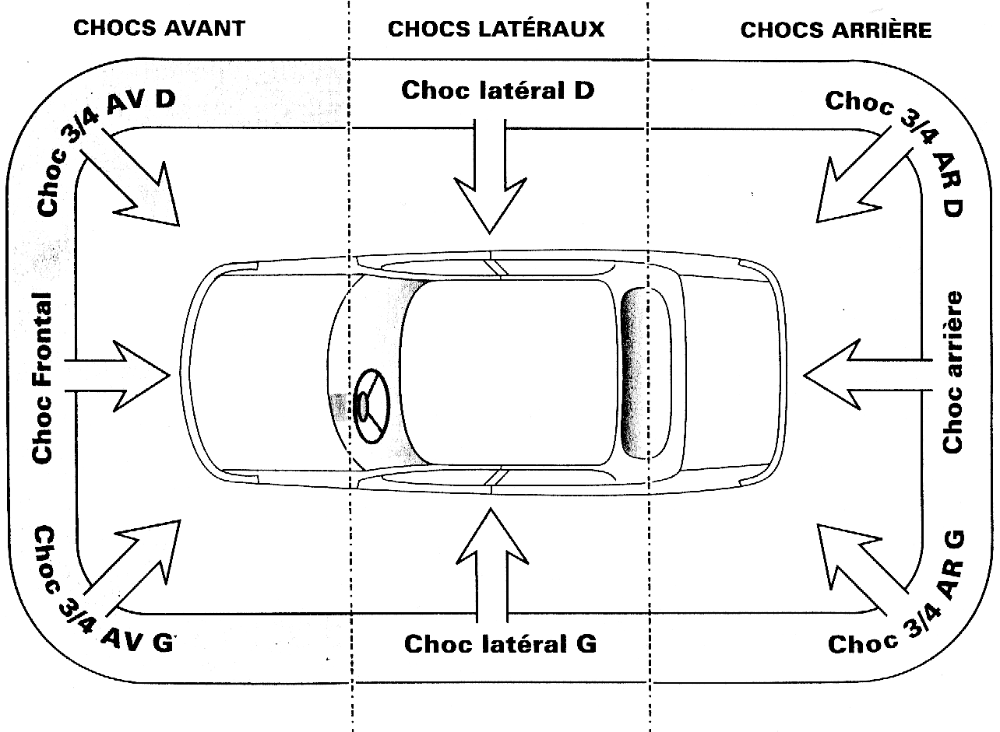 CHOCS AVANT
CHOCS LATÉRAUX
CHOCS ARRIÈRE
Choc 3/4 AV D
Choc latéral D
Choc 3/4 AR D
Choc Frontal
Choc arrière
Choc 3/4 AV G
Choc latéral G
Choc 3/4 AR G